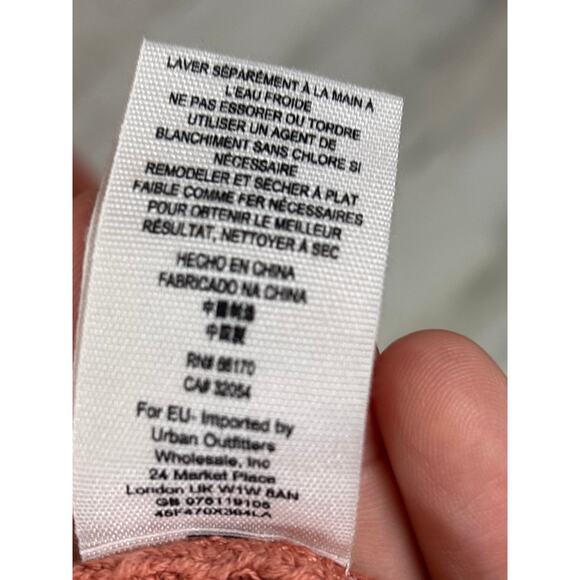 LAVER SÉPARÉMENT À LA MAIN À
L'EAU FROIDE
NE PAS ESSORER OU TORDRE
UTILISER UN AGENT DE
BLANCHIMENT SANS CHLORE SI
NÉCESSAIRE
REMODELER ET SÉCHER À PLAT
FAIBLE COMME FER NÉCESSAIRES
POUR OBTENIR LE MEILLEUR
RÉSULTAT, NETTOYER À SEC
HECHO EN CHINA
FABRICADO NA CHINA
中國制造
中国製
RN# 66170
CA# 32054
For EU- Imported by
Urban Outfitters
Wholesale, Inc
24 Market Place
London UK W1W 8AN
GB